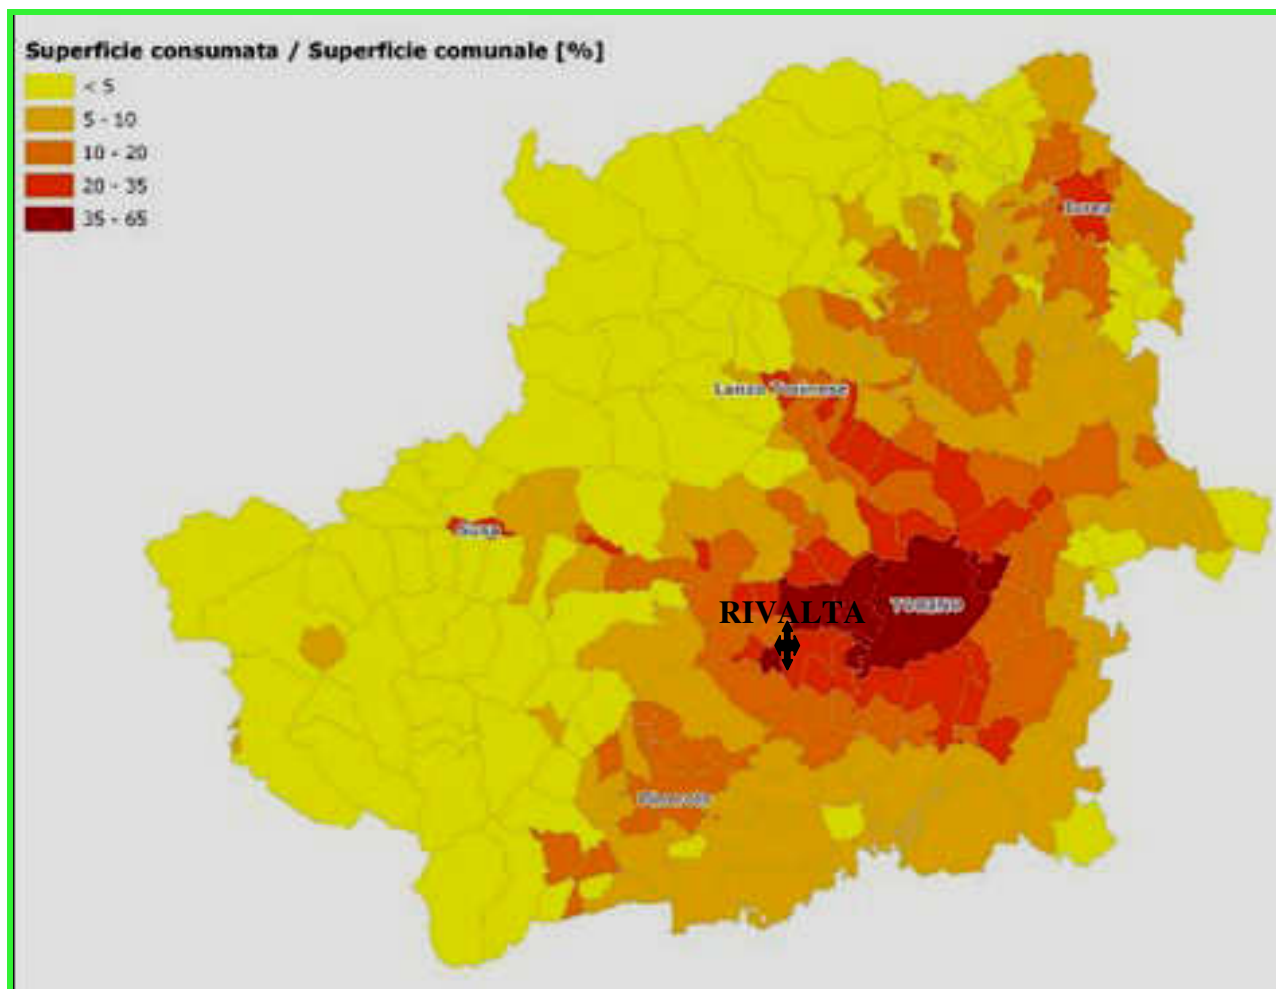 Superficie consumata / Superficie comunale [%]
< 5
5 - 10
10 - 20
20 - 35
35 - 65
Ivrea
Lanzo Torinese
Susa
RIVALTA
TORINO
Pinerolo